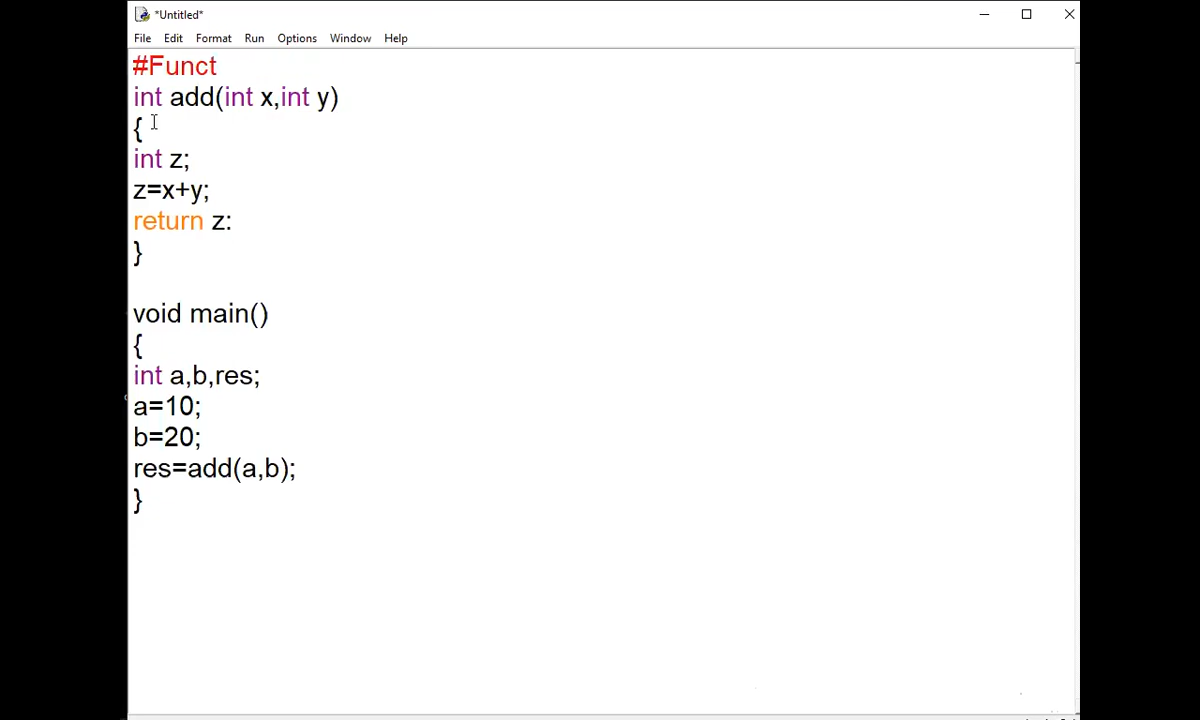 *Untitled*
File Edit Format Run Options Window Help
#Funct
int add(int x,int y)
{
int z;
z=x+y;
return z:
}
void main()
{
int a,b,res;
a=10;
b=20;
res=add(a,b);
}